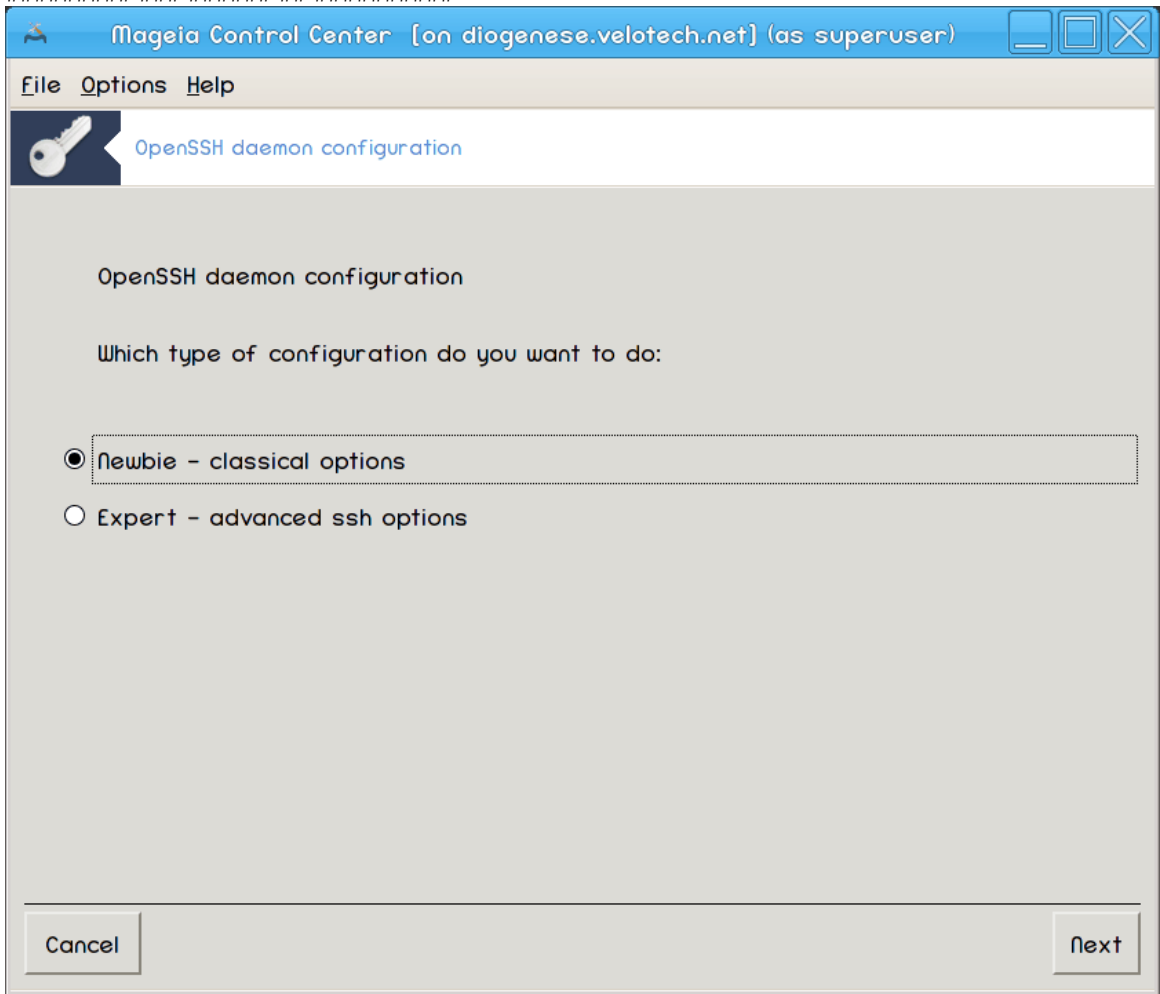 Mageia Control Center [on diogenese.velotech.net] (as superuser)
File Options Help
OpenSSH daemon configuration
OpenSSH daemon configuration
Which type of configuration do you want to do:
Newbie - classical options
Expert - advanced ssh options
Cancel Next